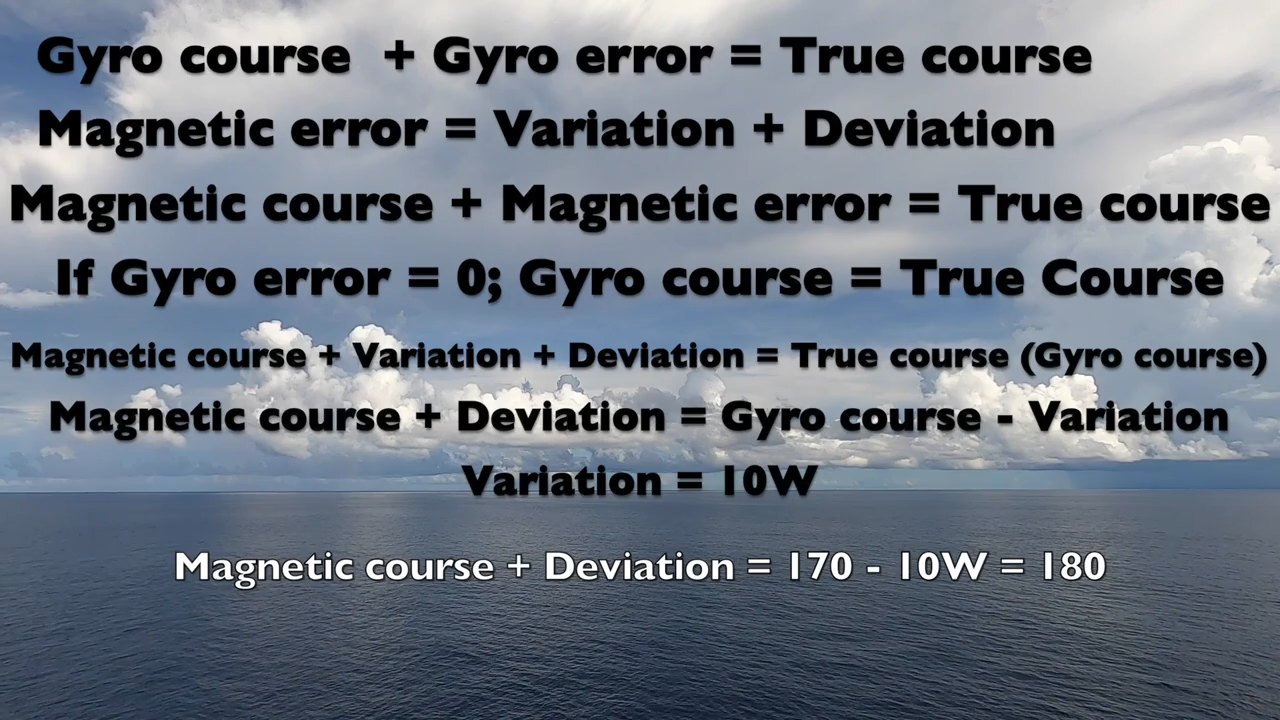 Gyro course + Gyro error = True course
Magnetic error = Variation + Deviation
Magnetic course + Magnetic error = True course
If Gyro error = 0; Gyro course = True Course
Magnetic course + Variation + Deviation = True course (Gyro course)
Magnetic course + Deviation = Gyro course - Variation
Variation = 10W
Magnetic course + Deviation = 170 - 10W = 180